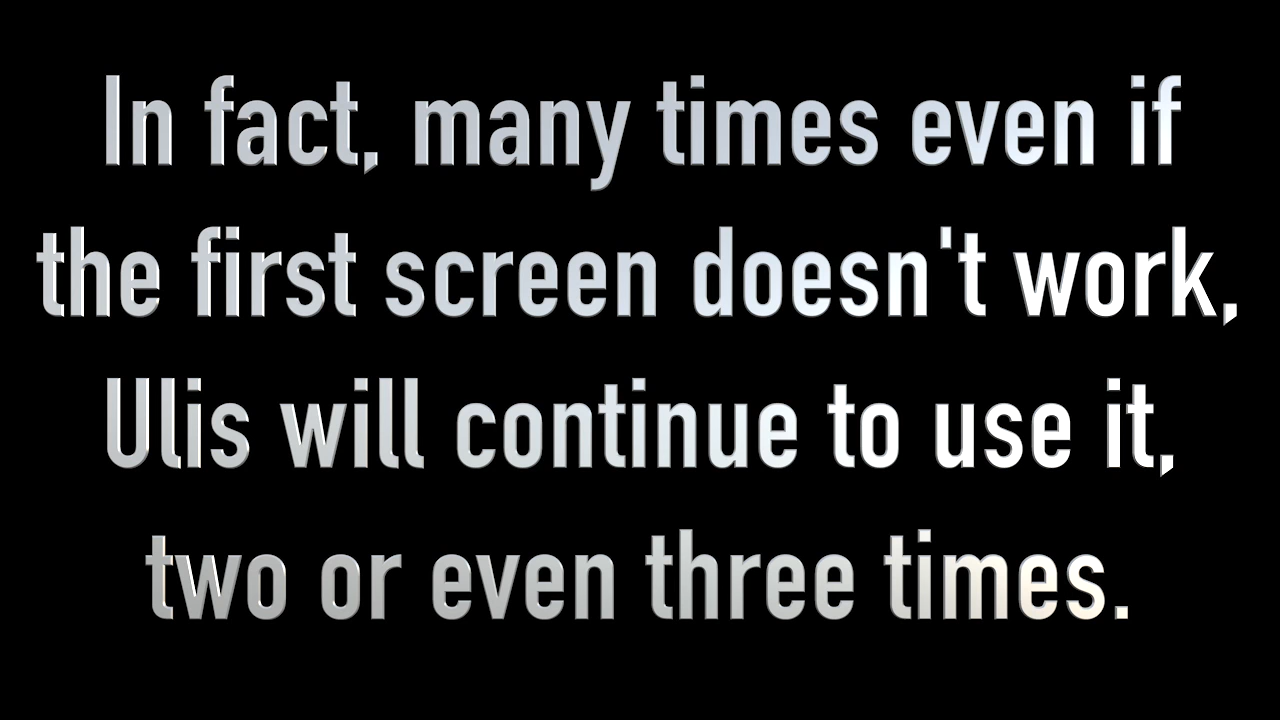 In fact, many times even if
the first screen doesn't work,
Ulis will continue to use it,
two or even three times.